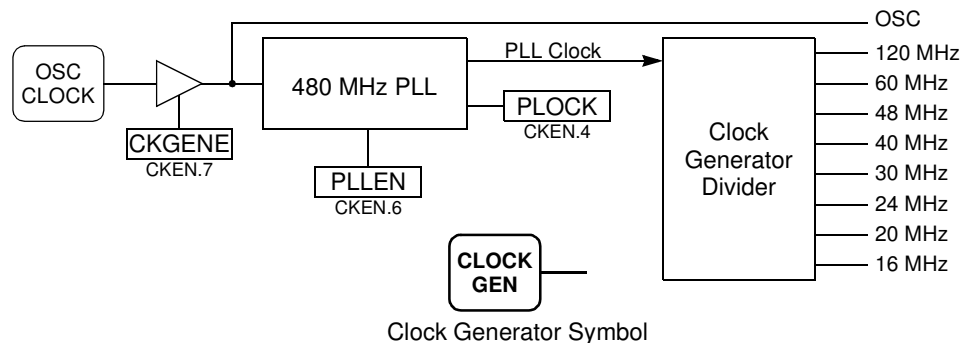 OSC
OSC
CLOCK
PLL Clock
480 MHz PLL
PLOCK
CKEN.4
CKGENE
CKEN.7
PLLEN
CKEN.6
Clock
Generator
Divider
120 MHz
60 MHz
48 MHz
40 MHz
30 MHz
24 MHz
20 MHz
16 MHz
CLOCK
GEN
Clock Generator Symbol